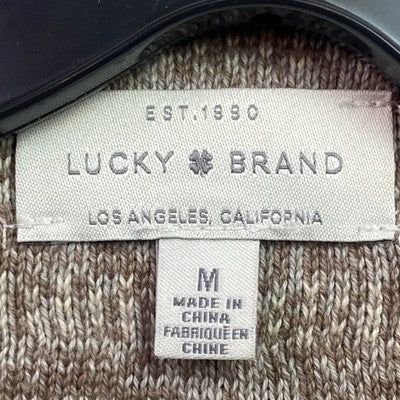 EST.1990
LUCKY BRAND
LOS ANGELES, CALIFORNIA
M
MADE IN
CHINA
FABRIQUÉ EN
CHINE